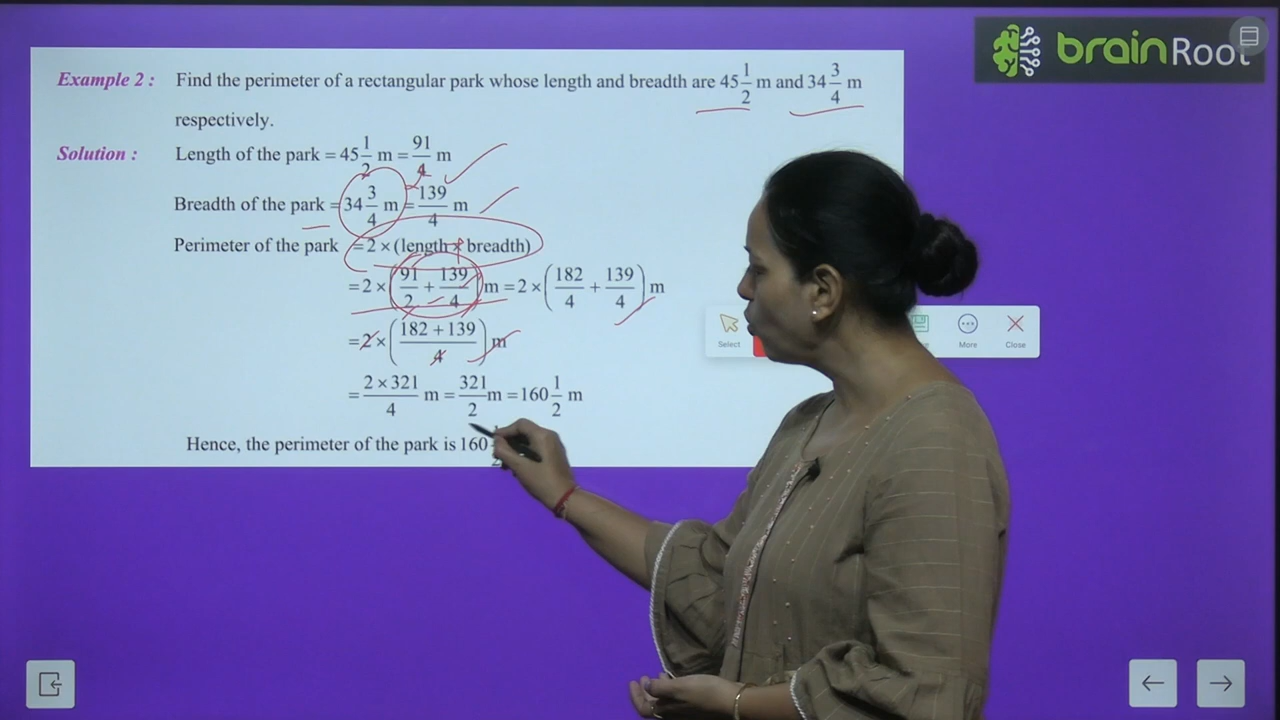 brainRoot
Example 2 : Find the perimeter of a rectangular park whose length and breadth are 45 1/2 m and 34 3/4 m
respectively.
Solution : Length of the park = 45 1/2 m = 91/4 m
Breadth of the park = 34 3/4 m = 139/4 m
Perimeter of the park = 2 × (length × breadth)
= 2 × (91/2 + 139/4) m = 2 × (182/4 + 139/4) m
= 2 × (182 + 139/4) m
= 2 × 321/4 m = 321/2 m = 160 1/2 m
Hence, the perimeter of the park is 160
Select
More
Close